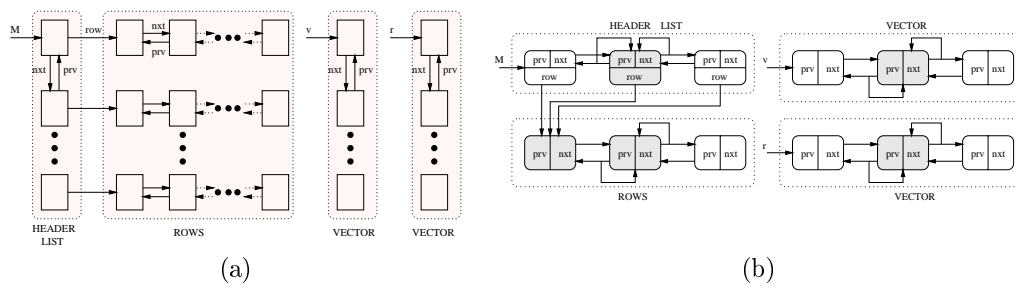 M
row
nxt
prv
nxt
prv
HEADER
LIST
ROWS
v
nxt
prv
VECTOR
r
nxt
prv
VECTOR
(a)
HEADER LIST
M
prv nxt
row
prv nxt
row
prv nxt
row
prv nxt
prv nxt
prv nxt
ROWS
VECTOR
v
prv nxt
prv nxt
prv nxt
r
prv nxt
prv nxt
prv nxt
VECTOR
(b)